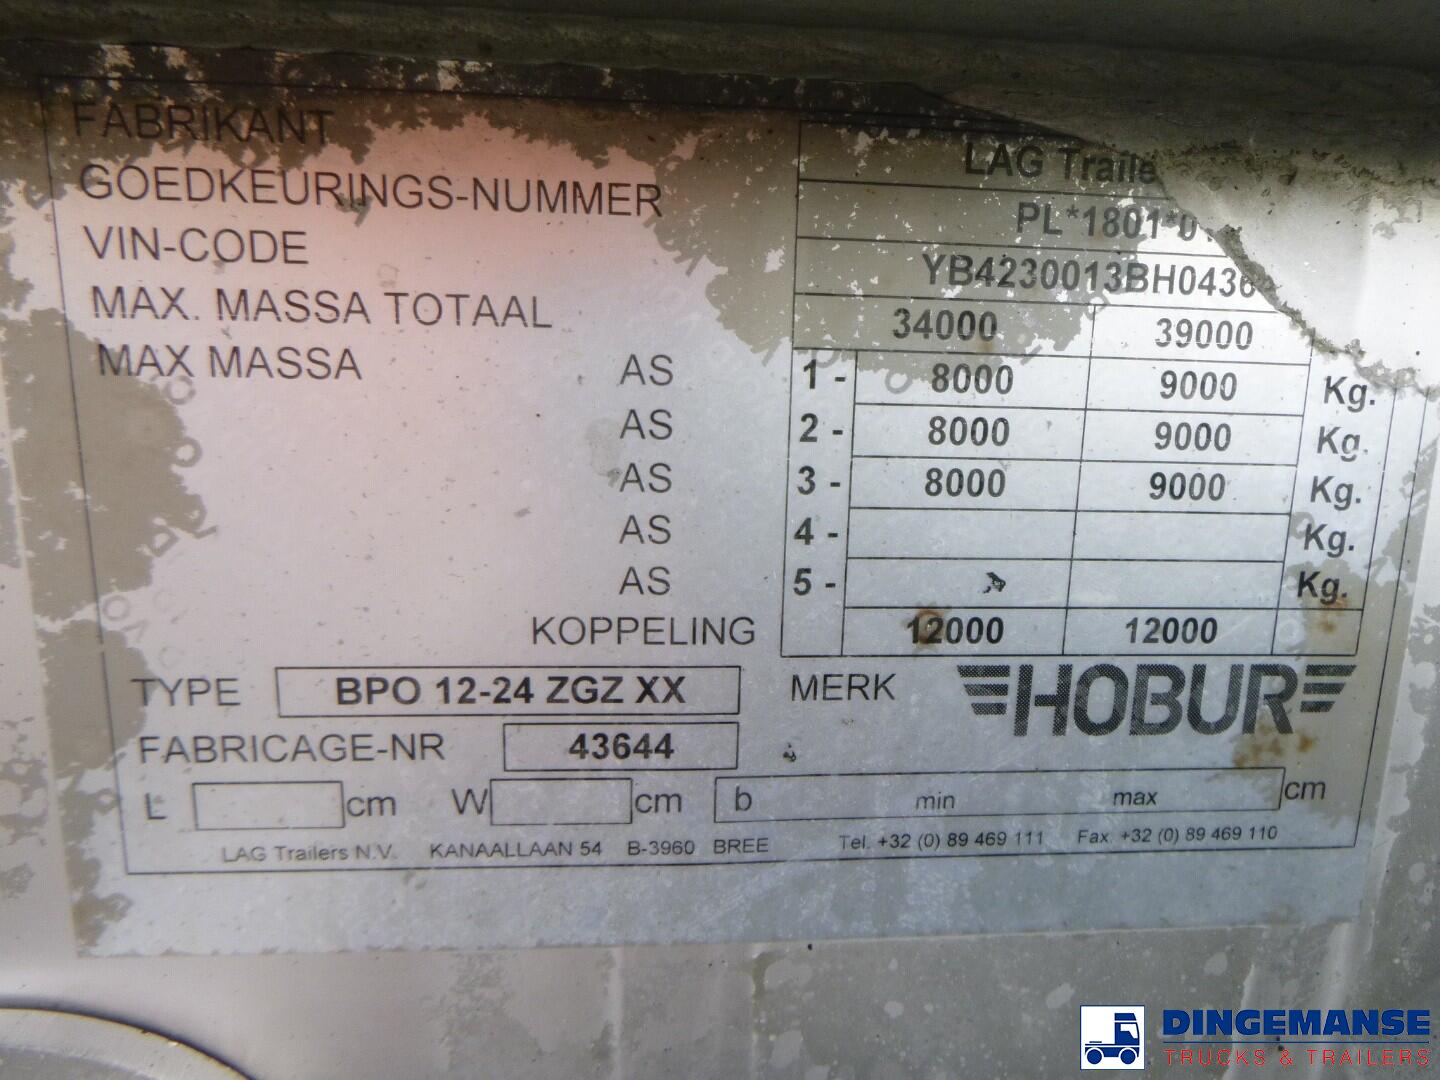 FABRIKANT LAG Traile
GOEDKEURINGS-NUMMER PL*1801*0
VIN-CODE YB4230013BH0436
MAX. MASSA TOTAAL 34000 39000
MAX MASSA AS 1 - 8000 9000 Kg.
AS 2 - 8000 9000 Kg.
AS 3 - 8000 9000 Kg.
AS 4 - Kg.
AS 5 - Kg.
KOPPELING 12000 12000
TYPE BPO 12-24 ZGZ XX MERK HOBUR
FABRICAGE-NR 43644
L cm W cm b min max cm
LAG Trailers N.V. KANAALLAAN 54 B-3960 BREE Tel. +32 (0) 89 469 111 Fax +32 (0) 89 469 110
DINGEMANSE
TRUCKS & TRAILERS